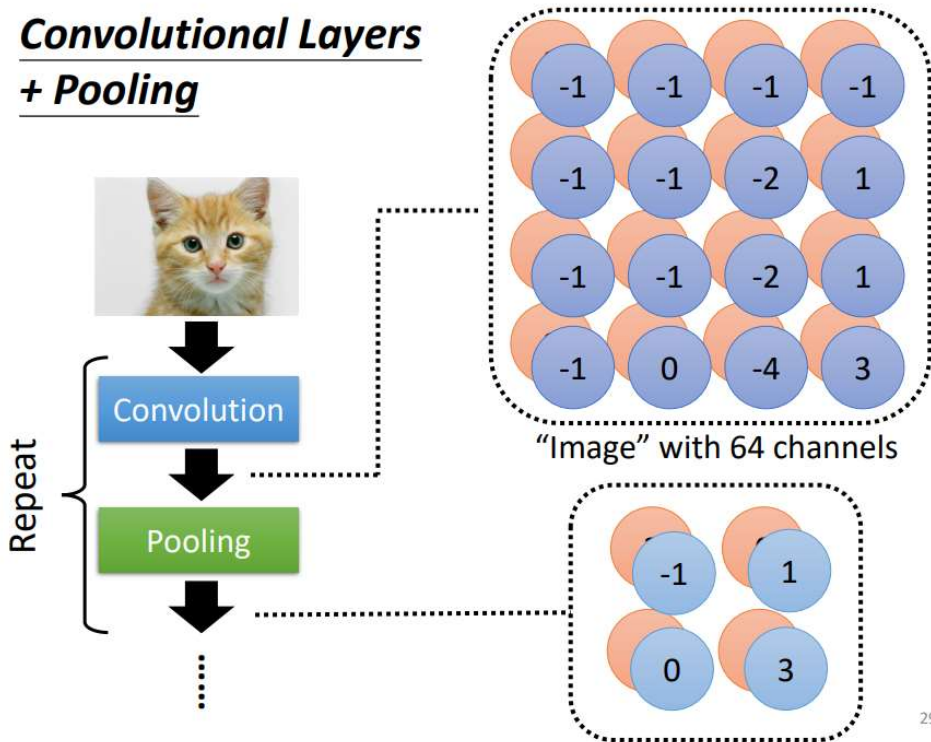 Convolutional Layers
+ Pooling
-1 -1 -1 -1
-1 -1 -2 1
-1 -1 -2 1
-1 0 -4 3
"Image" with 64 channels
Repeat
Convolution
Pooling
......
-1 1
0 3
29